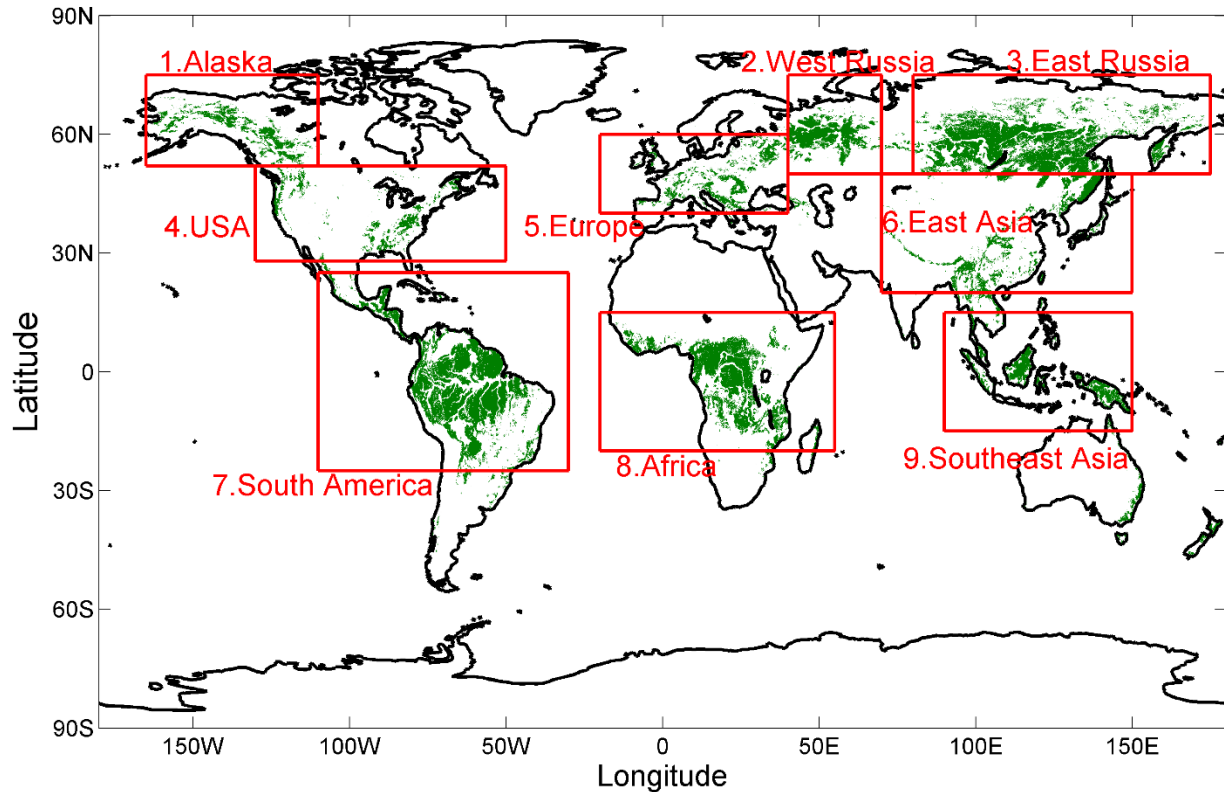 90N
1.Alaska
2.West Russia
3.East Russia
60N
4.USA
5.Europe
6.East Asia
30N
Latitude
0
7.South America
8.Africa
9.Southeast Asia
30S
60S
90S
150W
100W
50W
0
50E
100E
150E
Longitude